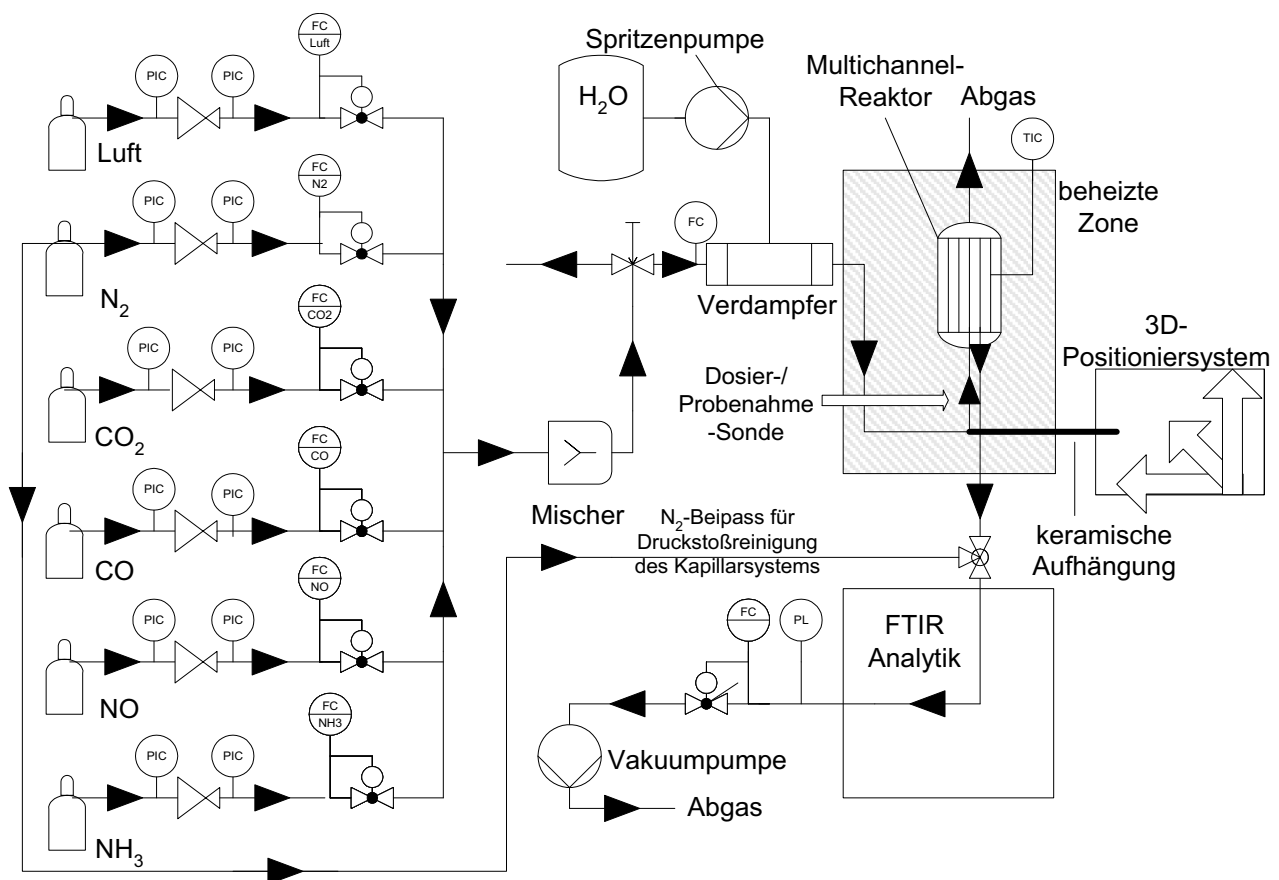 FC
Luft
PIC
PIC
Luft
FC
N2
PIC
PIC
N2
FC
CO2
PIC
PIC
CO2
FC
CO
PIC
PIC
CO
FC
NO
PIC
PIC
NO
FC
NH3
PIC
PIC
NH3
Mischer
Spritzenpumpe
H2O
FC
Verdampfer
Multichannel-
Reaktor
Abgas
TIC
beheizte
Zone
Dosier-/
Probenahme
-Sonde
3D-
Positioniersystem
keramische
Aufhängung
N2-Beipass für
Druckstoßreinigung
des Kapillarsystems
FTIR
Analytik
FC
PL
Vakuumpumpe
Abgas